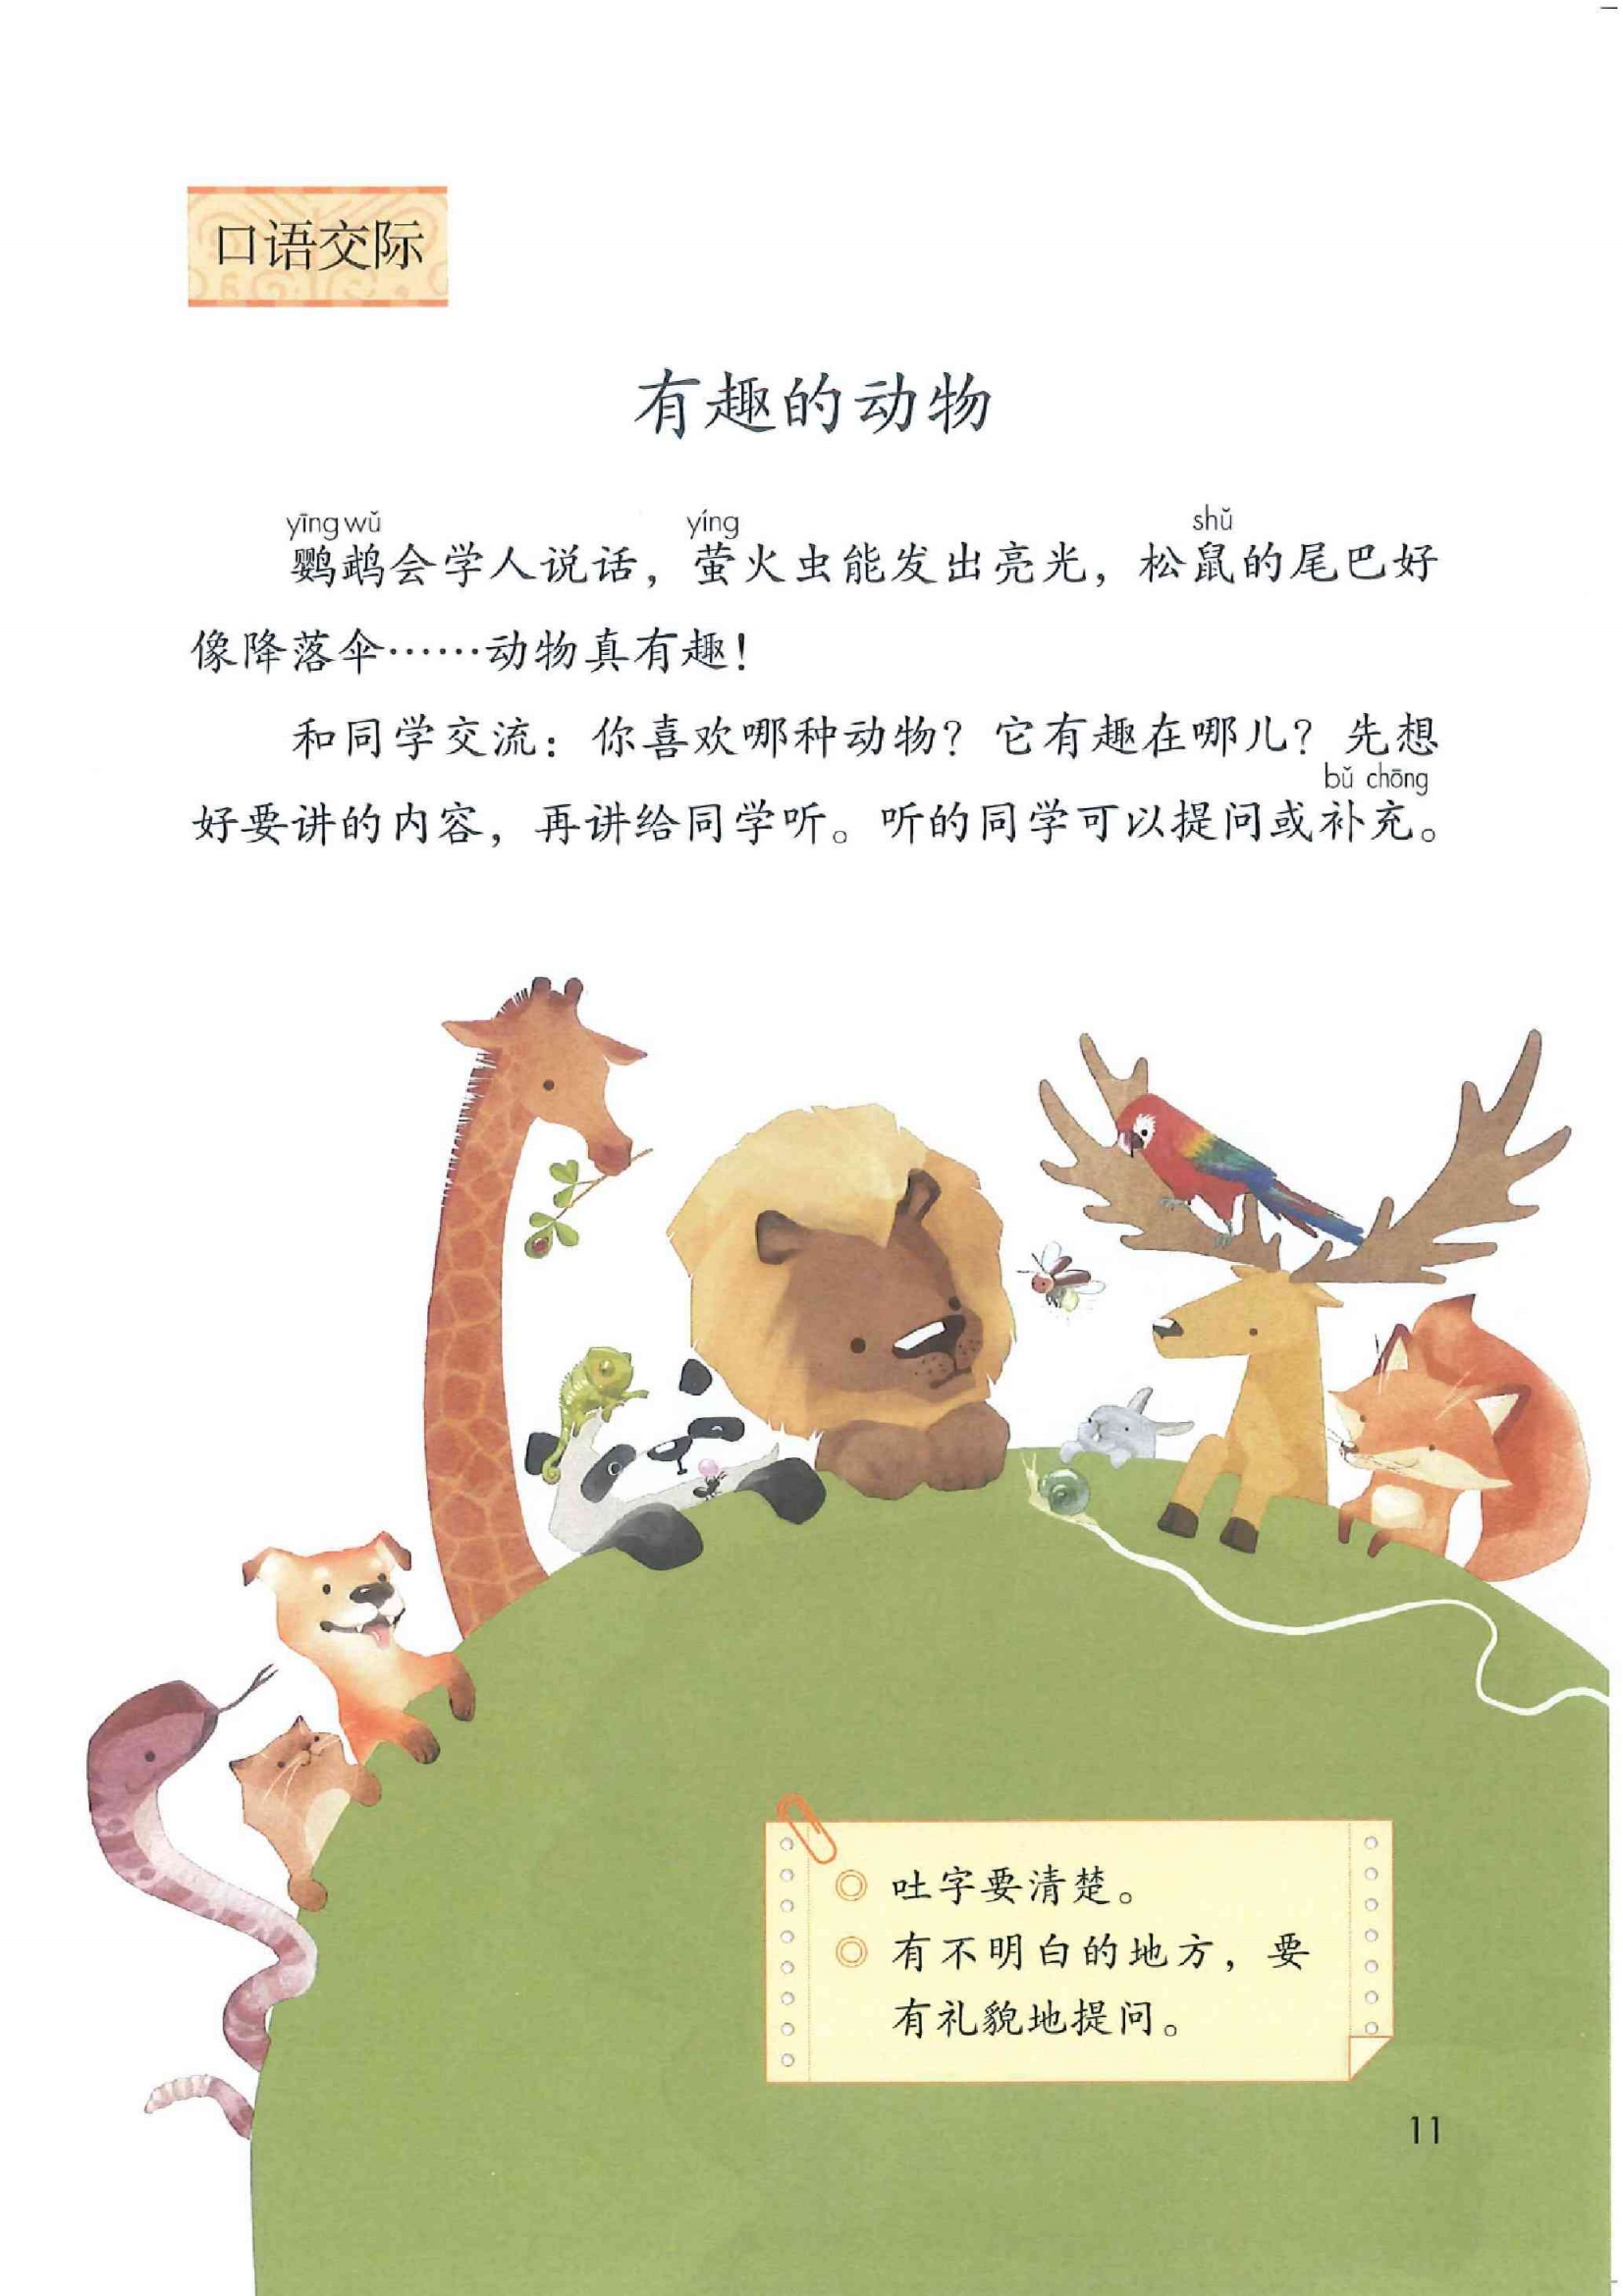 口语交际
有趣的动物
yīng wǔ yíng shǔ
鹦鹉会学人说话，萤火虫能发出亮光，松鼠的尾巴好
像降落伞……动物真有趣！
和同学交流：你喜欢哪种动物？它有趣在哪儿？先想
bǔ chōng
好要讲的内容，再讲给同学听。听的同学可以提问或补充。
◎ 吐字要清楚。
◎ 有不明白的地方，要
有礼貌地提问。
11